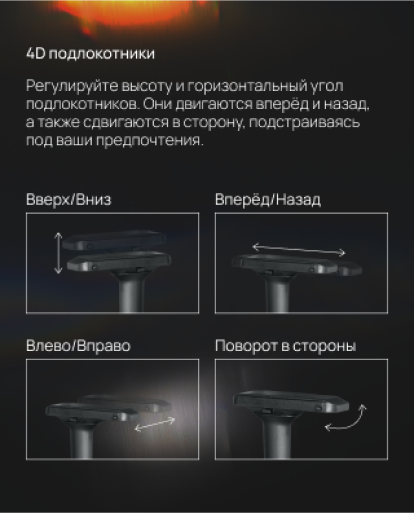 4D подлокотники
Регулируйте высоту и горизонтальный угол
подлокотников. Они двигаются вперёд и назад,
а также сдвигаются в сторону, подстраиваясь
под ваши предпочтения.
Вверх/Вниз
Вперёд/Назад
Влево/Вправо
Поворот в стороны